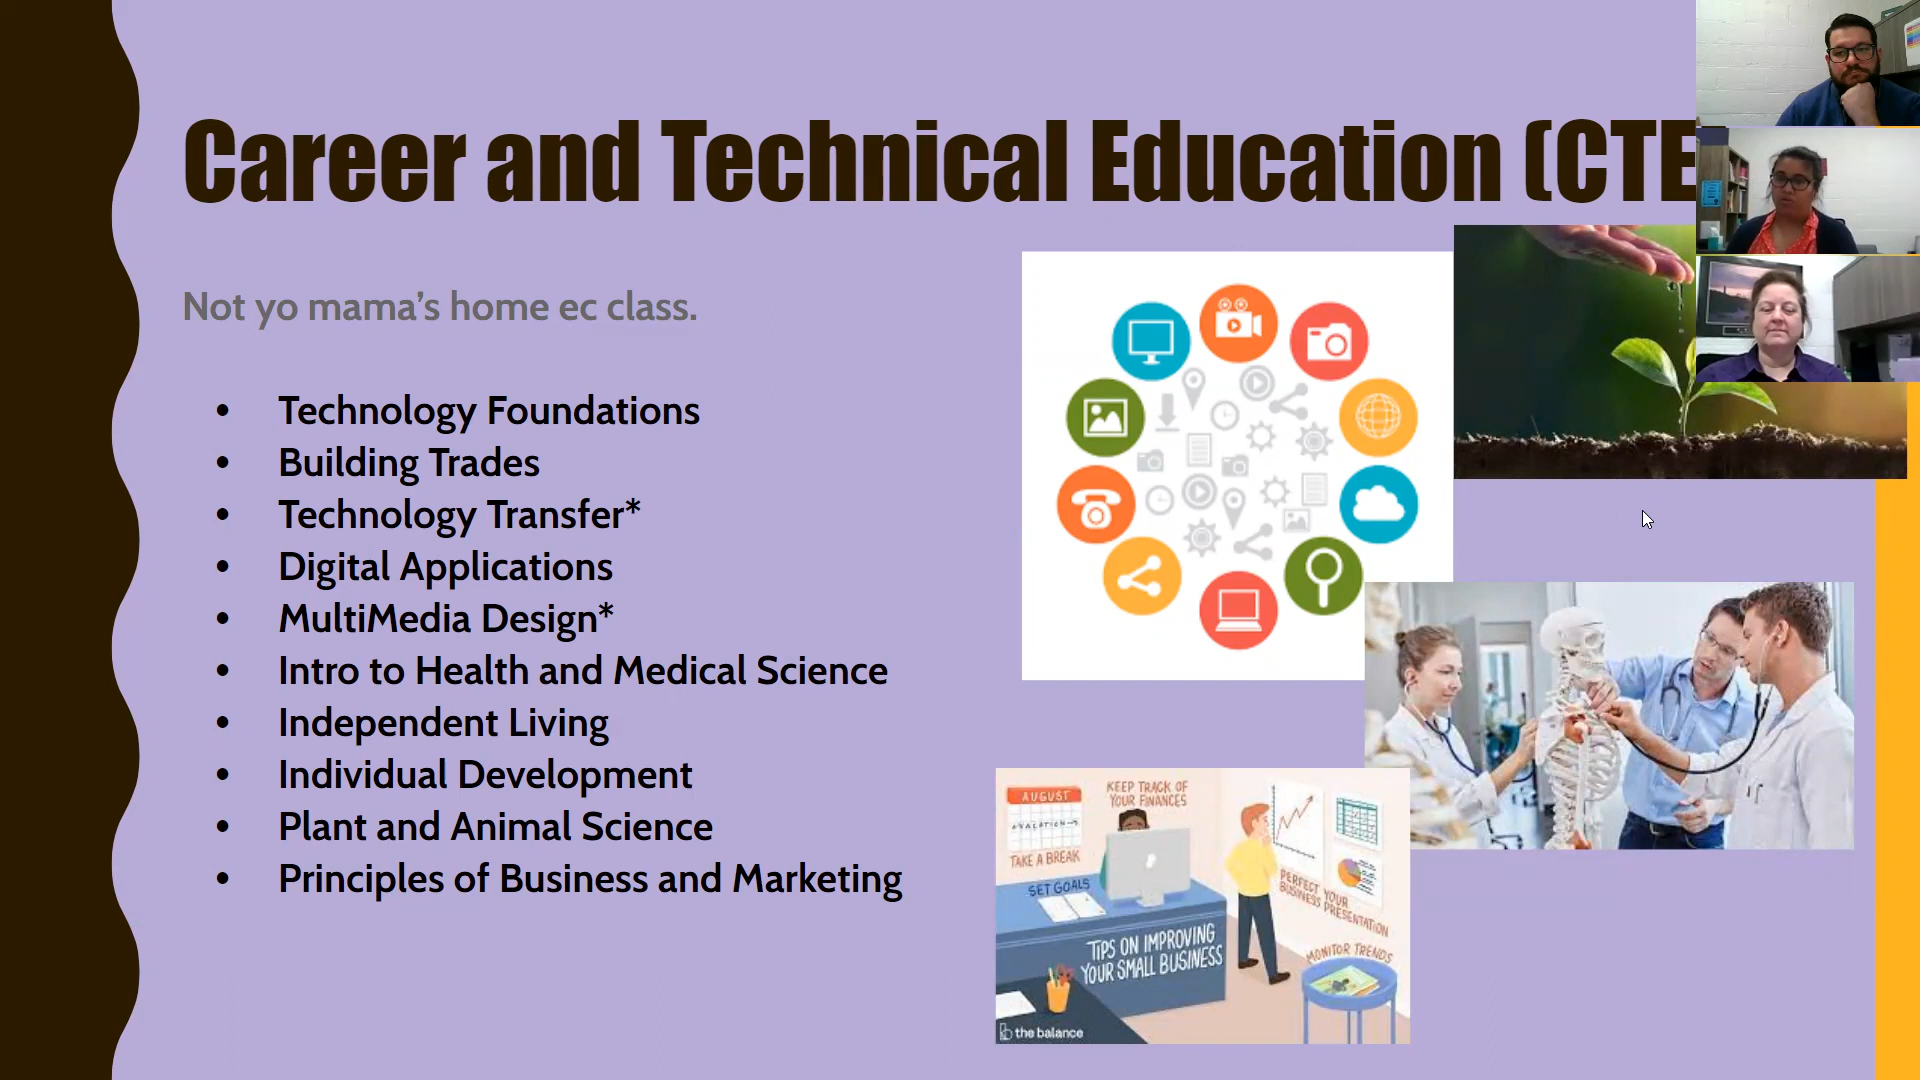 Career and Technical Education (CTE
Not yo mama's home ec class.
• Technology Foundations
• Building Trades
• Technology Transfer*
• Digital Applications
• MultiMedia Design*
• Intro to Health and Medical Science
• Independent Living
• Individual Development
• Plant and Animal Science
• Principles of Business and Marketing
AUGUST
VACATION
TAKE A BREAK
KEEP TRACK OF
YOUR FINANCES
SET GOALS
TIPS ON IMPROVING
YOUR SMALL BUSINESS
PERFECT YOUR
BUSINESS PRESENTATION
MONITOR TRENDS
the balance